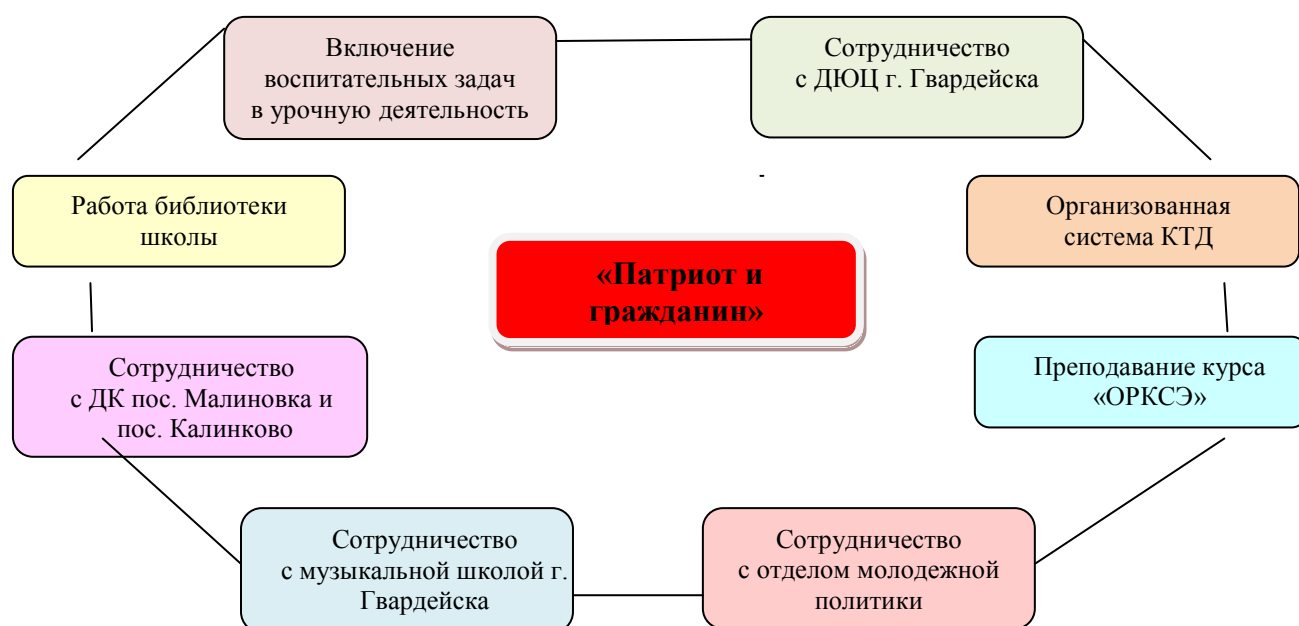 Включение
воспитательных задач
в урочную деятельность
Сотрудничество
с ДЮЦ г. Гвардейска
Работа библиотеки
школы
-
Организованная
система КТД
«Патриот и
гражданин»
Сотрудничество
с ДК пос. Малиновка и
пос. Калинково
Преподавание курса
«ОРКСЭ»
Сотрудничество
с музыкальной школой г.
Гвардейска
Сотрудничество
с отделом молодежной
политики